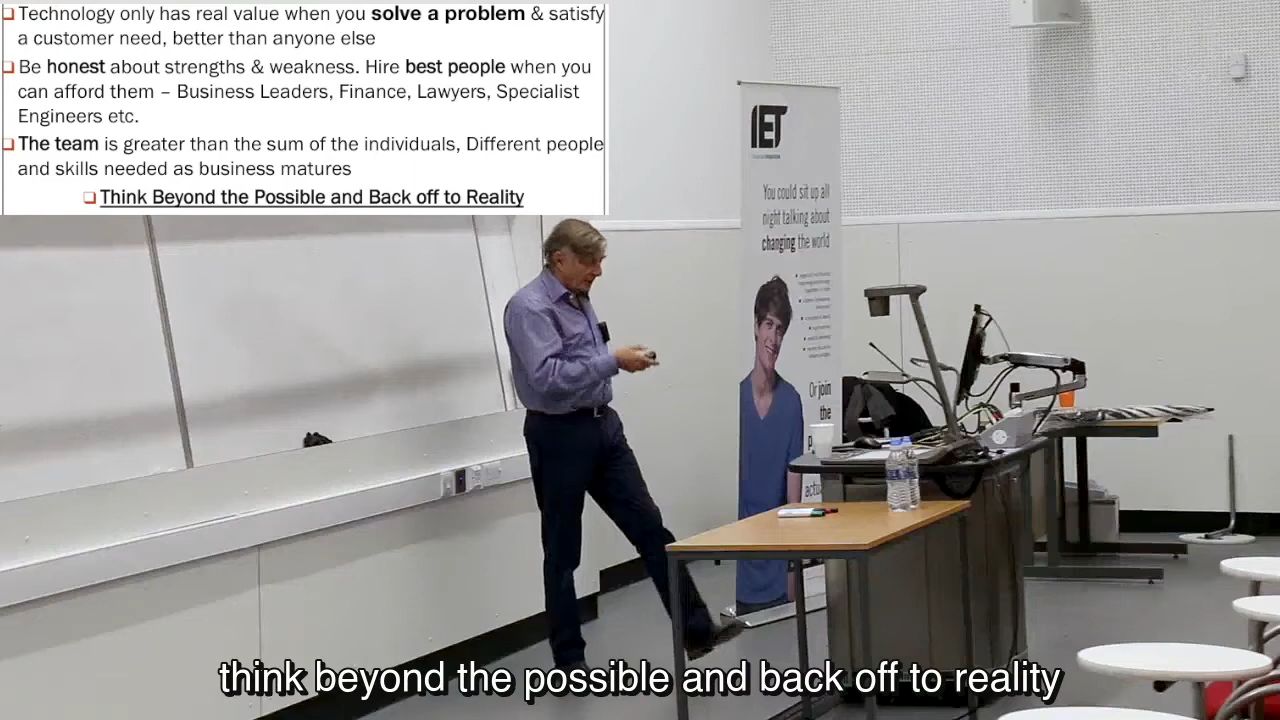 Technology only has real value when you solve a problem & satisfy
a customer need, better than anyone else
Be honest about strengths & weakness. Hire best people when you
can afford them – Business Leaders, Finance, Lawyers, Specialist
Engineers etc.
The team is greater than the sum of the individuals, Different people
and skills needed as business matures
Think Beyond the Possible and Back off to Reality
IET
You could sit up all
night talking about
changing the world
Or join
the
p
actu
think beyond the possible and back off to reality